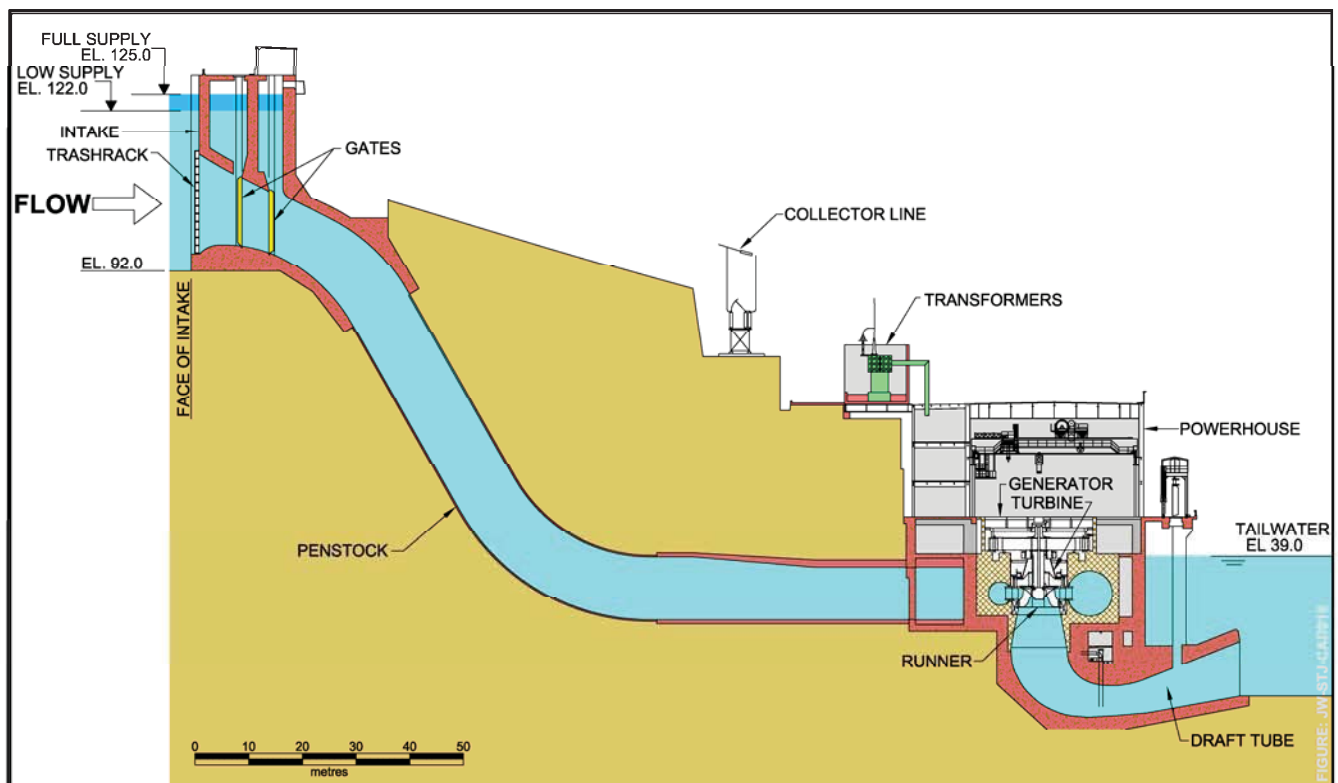 FULL SUPPLY
EL. 125.0
LOW SUPPLY
EL. 122.0
INTAKE
TRASHRACK
GATES
FLOW
COLLECTOR LINE
EL. 92.0
FACE OF INTAKE
TRANSFORMERS
POWERHOUSE
GENERATOR
TURBINE
TAILWATER
EL 39.0
PENSTOCK
RUNNER
DRAFT TUBE
0 10 20 30 40 50
metres